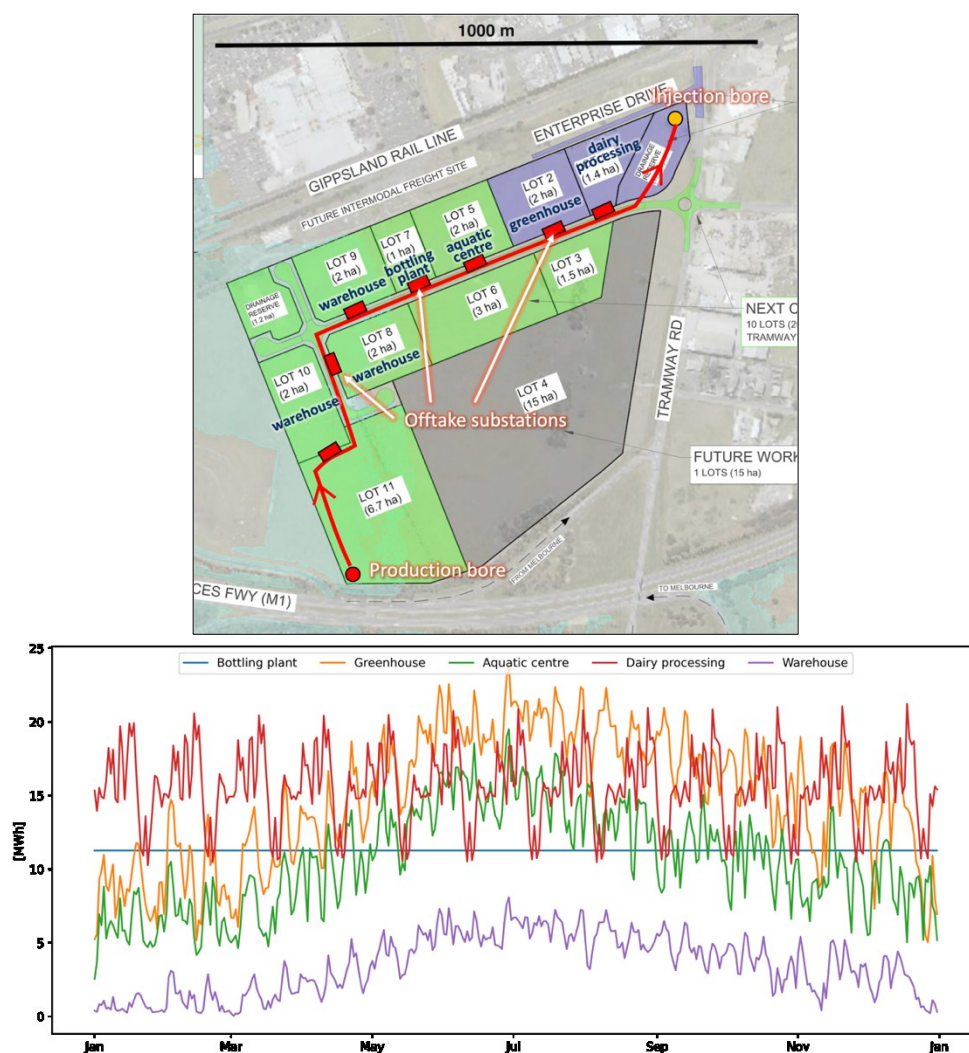 1000 m
Injection bore
ENTERPRISE DRIVE
GIPPSLAND RAIL LINE
FUTURE INTERMODAL FREIGHT SITE
dairy
processing
(1.4 ha)
DRAINAGE
RESERVE
LOT 2
(2 ha)
greenhouse
LOT 5
(2 ha)
aquatic
centre
LOT 7
(1 ha)
bottling
plant
LOT 9
(2 ha)
warehouse
DRAINAGE
RESERVE
(1.2 ha)
LOT 3
(1.5 ha)
LOT 6
(3 ha)
LOT 8
(2 ha)
warehouse
LOT 10
(2 ha)
warehouse
LOT 4
(15 ha)
NEXT
10 LOTS
TRAMWAY
TRAMWAY RD
Offtake substations
FUTURE WORK
1 LOTS (15 ha)
LOT 11
(6.7 ha)
Production bore
FROM MELBOURNE
TO MELBOURNE
CES FWY (M1)
Bottling plant
Greenhouse
Aquatic centre
Dairy processing
Warehouse
[MWh]
25
20
15
10
5
0
Jan
Mar
May
Jul
Sep
Nov
Jan